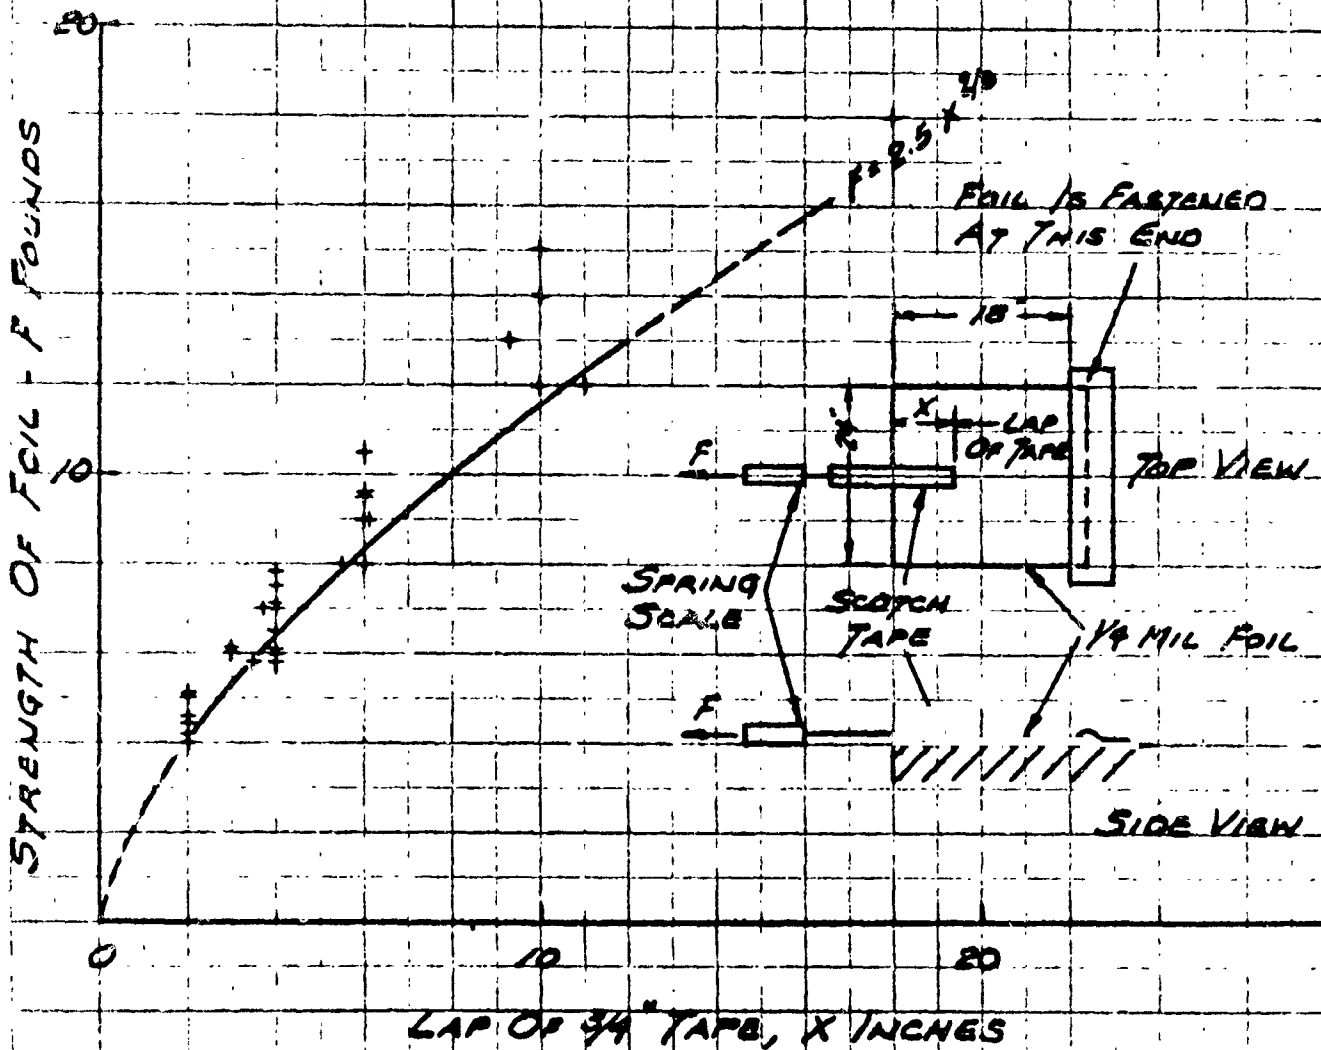 20
10
0
10
20
STRENGTH OF FOIL - F POUNDS
LAP OF 3/4" TAPE, X INCHES
FOIL IS FASTENED
AT THIS END
18"
X
LAP
OF TAPE
F
TOP VIEW
SPRING
SCALE
SCOTCH
TAPE
1/4 MIL FOIL
F
SIDE VIEW